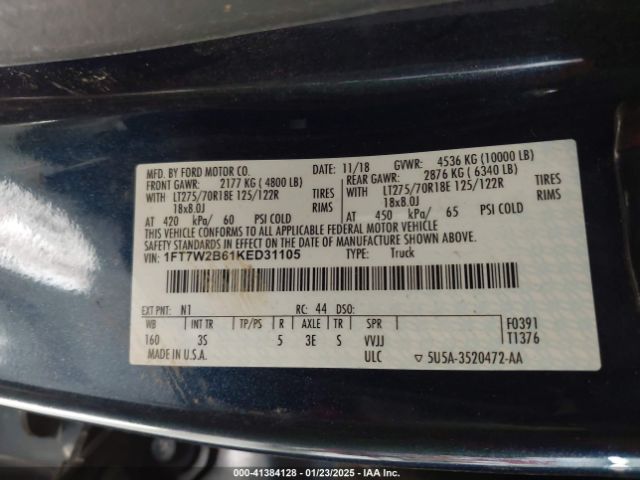 MFD. BY FORD MOTOR CO. DATE: 11/18 GVWR: 4536 KG (10000 LB)
FRONT GAWR: 2177 KG ( 4800 LB) REAR GAWR: 2876 KG ( 6340 LB)
WITH LT275/70R18E 125/122R TIRES WITH LT275/70R18E 125/122R TIRES
18x8.0J RIMS 18x8.0J RIMS
AT 420 kPa/ 60 PSI COLD AT 450 kPa/ 65 PSI COLD
THIS VEHICLE CONFORMS TO ALL APPLICABLE FEDERAL MOTOR VEHICLE
SAFETY STANDARDS IN EFFECT ON THE DATE OF MANUFACTURE SHOWN ABOVE.
VIN: 1FT7W2B61KED31105 TYPE: Truck
EXT PNT: N1 RC: 44 DSO: F0391
WB INT TR TP/PS R AXLE TR SPR T1376
160 3S 5 3E S VVJJ
MADE IN U.S.A. ULC ▽ 5U5A-3520472-AA
000-41384128 - 01/23/2025 - IAA Inc.